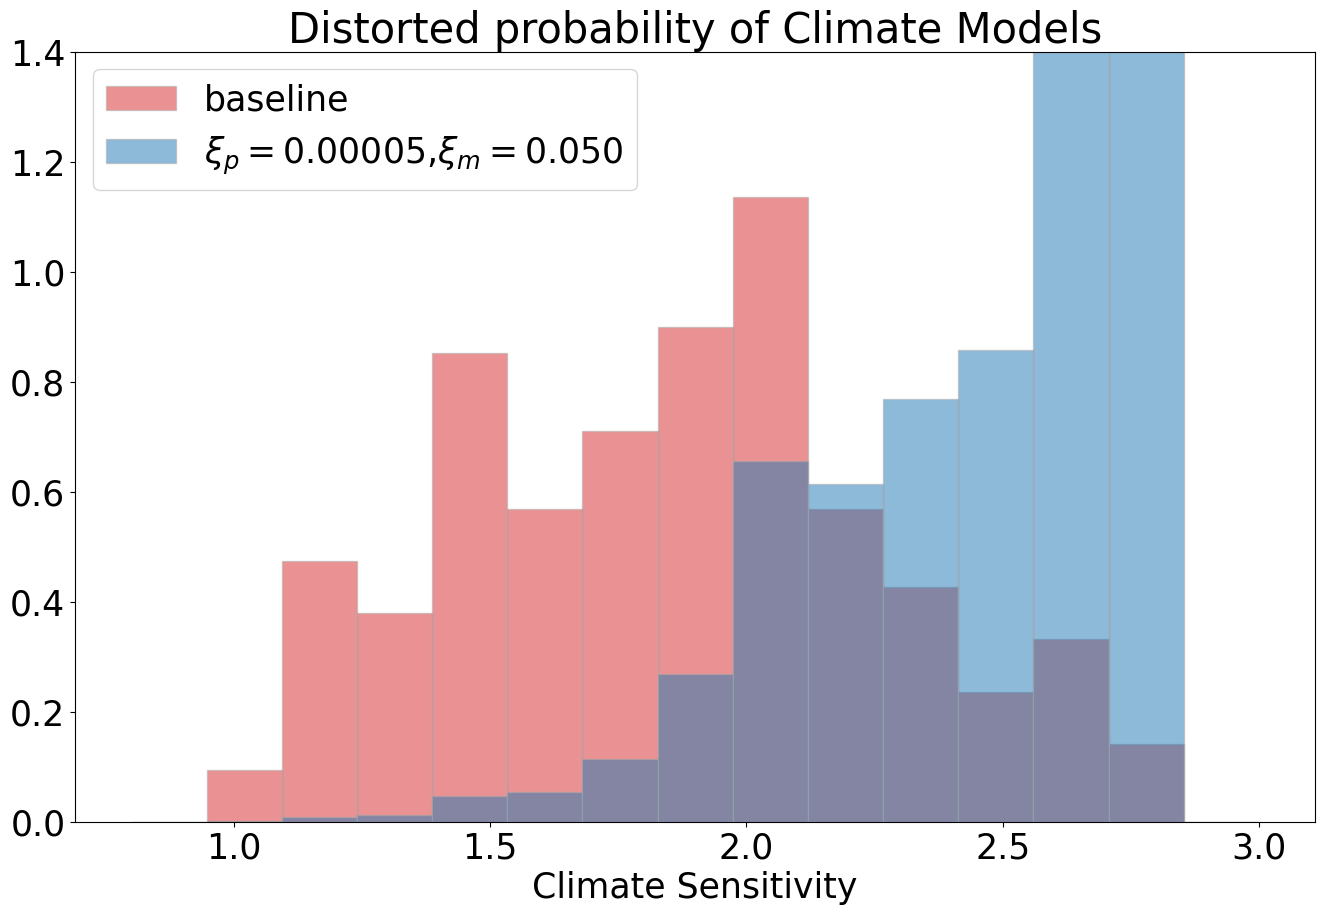 Distorted probability of Climate Models
1.4
1.2
1.0
0.8
0.6
0.4
0.2
0.0
baseline
ξₚ = 0.00005,ξₘ = 0.050
1.0 1.5 2.0 2.5 3.0
Climate Sensitivity